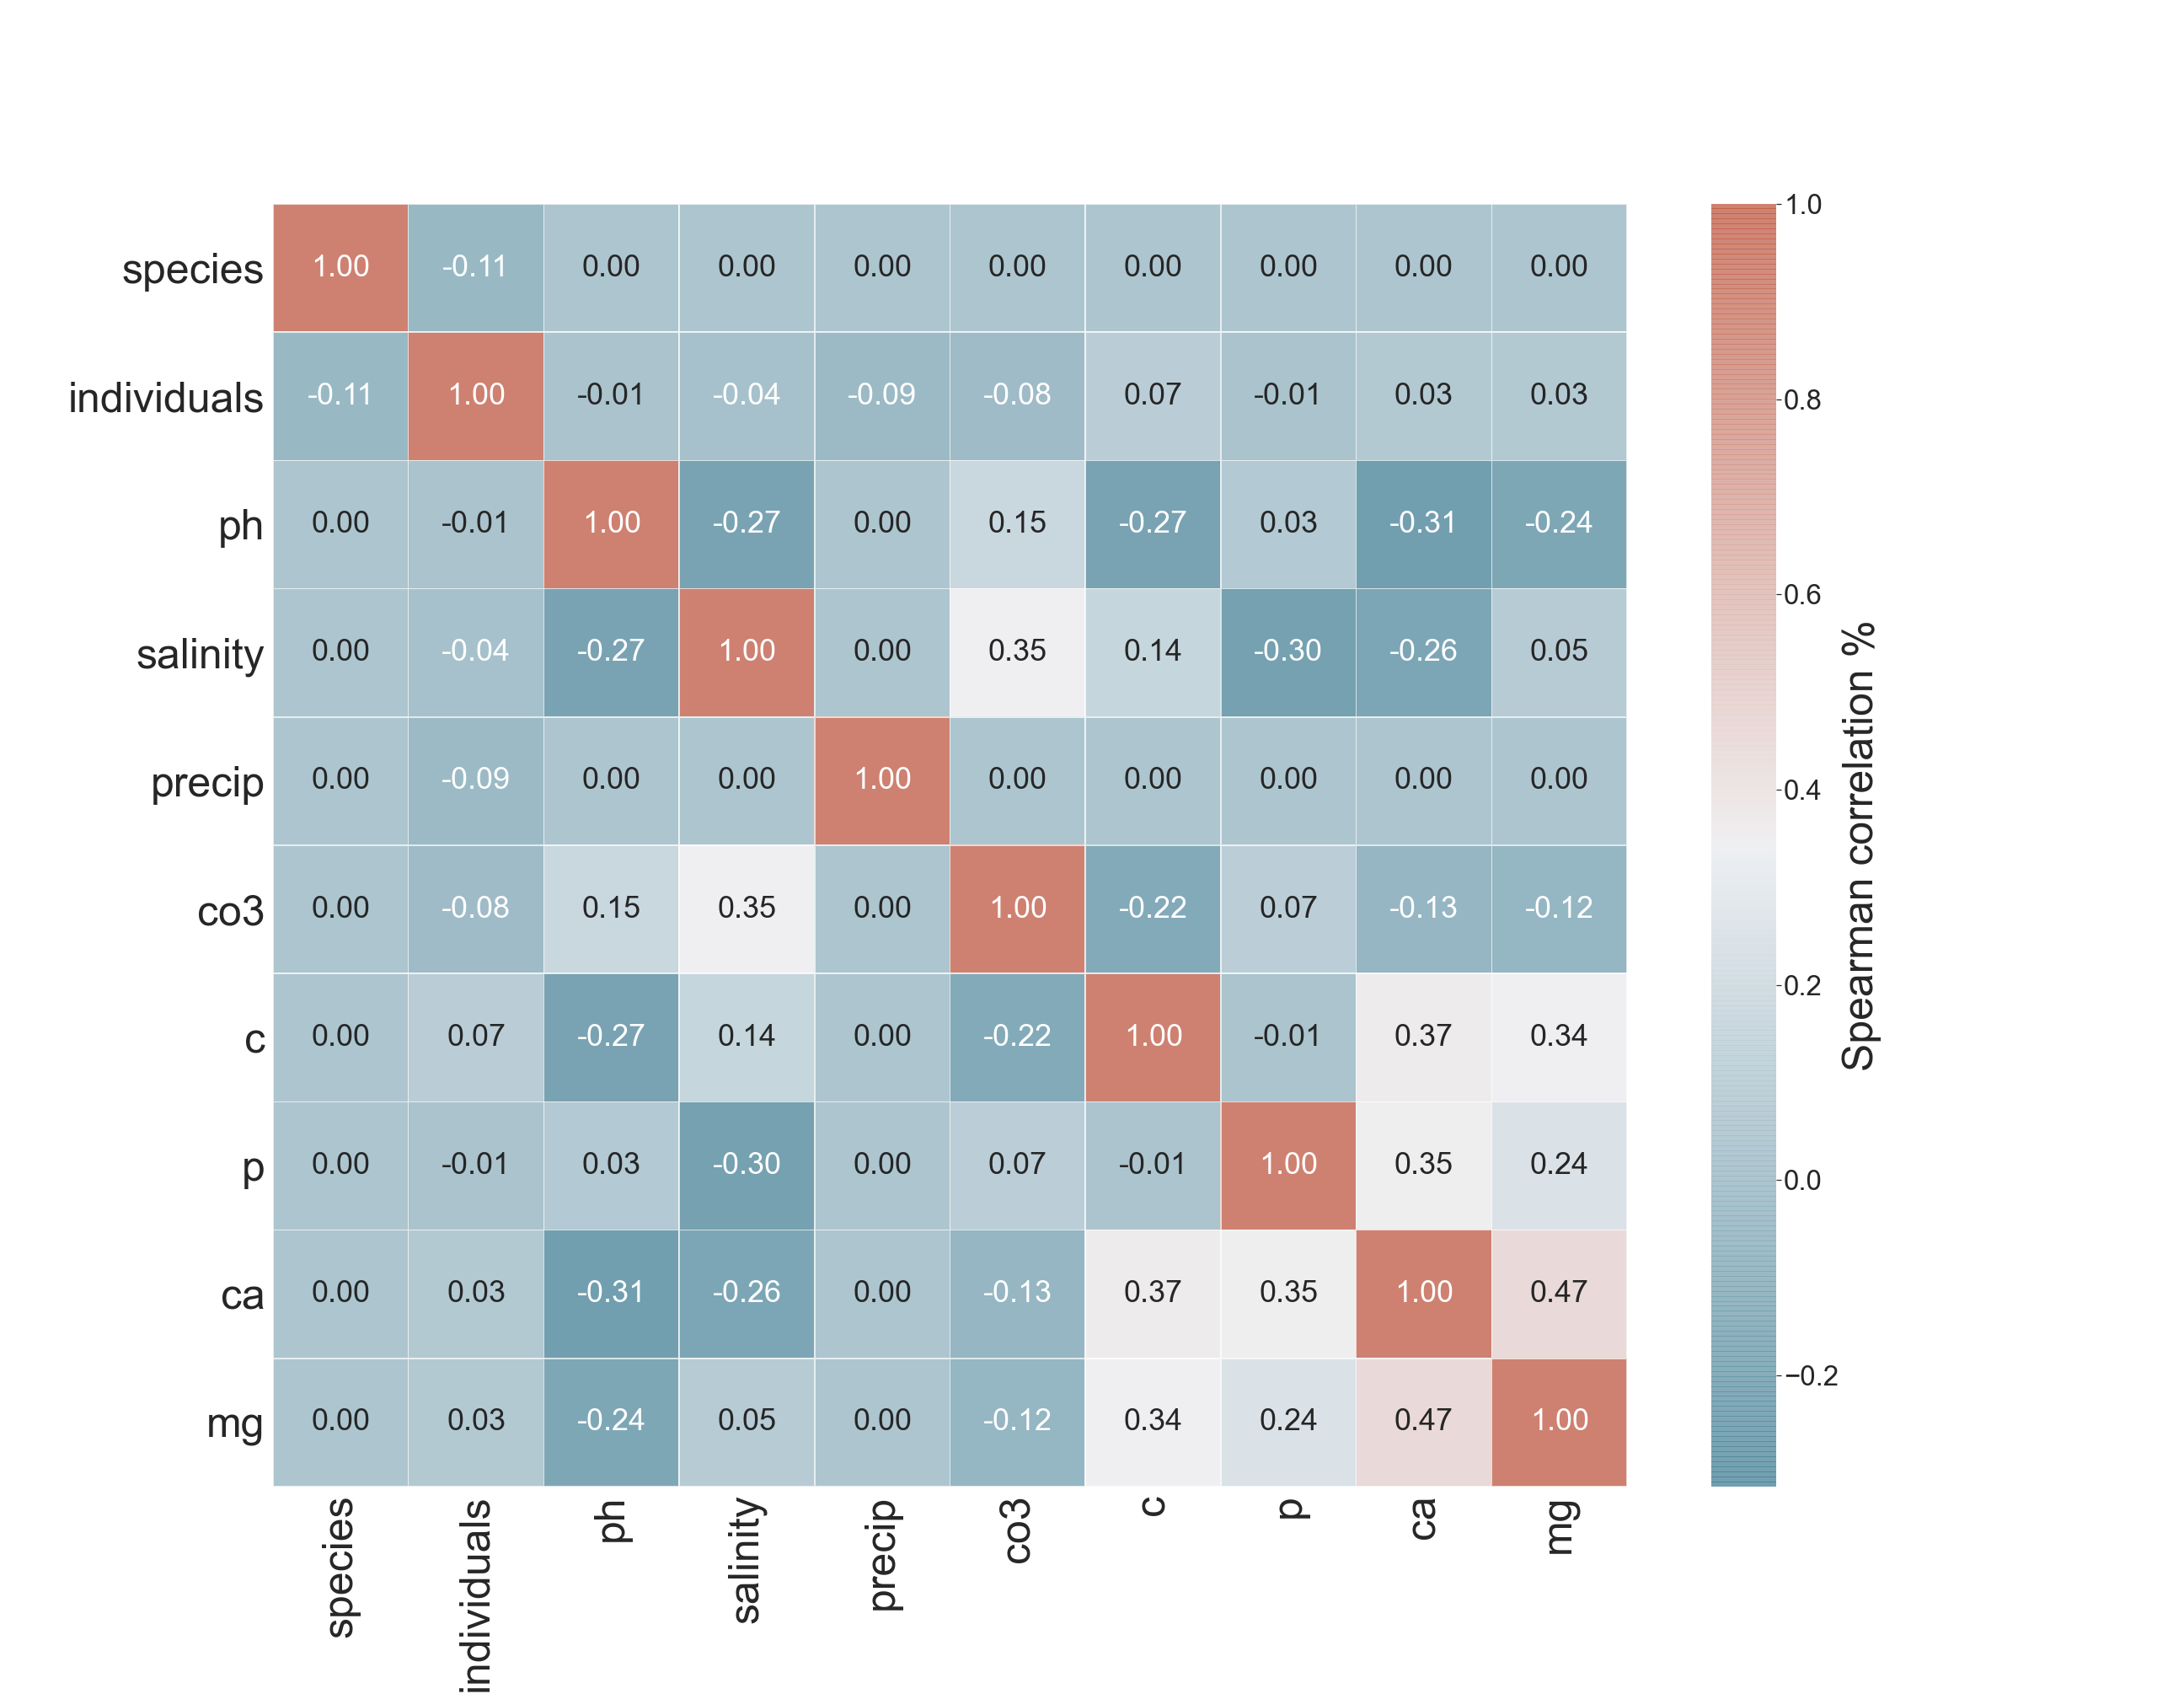 species 1.00 -0.11 0.00 0.00 0.00 0.00 0.00 0.00 0.00 0.00
individuals -0.11 1.00 -0.01 -0.04 -0.09 -0.08 0.07 -0.01 0.03 0.03
ph 0.00 -0.01 1.00 -0.27 0.00 0.15 -0.27 0.03 -0.31 -0.24
salinity 0.00 -0.04 -0.27 1.00 0.00 0.35 0.14 -0.30 -0.26 0.05
precip 0.00 -0.09 0.00 0.00 1.00 0.00 0.00 0.00 0.00 0.00
co3 0.00 -0.08 0.15 0.35 0.00 1.00 -0.22 0.07 -0.13 -0.12
c 0.00 0.07 -0.27 0.14 0.00 -0.22 1.00 -0.01 0.37 0.34
p 0.00 -0.01 0.03 -0.30 0.00 0.07 -0.01 1.00 0.35 0.24
ca 0.00 0.03 -0.31 -0.26 0.00 -0.13 0.37 0.35 1.00 0.47
mg 0.00 0.03 -0.24 0.05 0.00 -0.12 0.34 0.24 0.47 1.00
species individuals ph salinity precip co3 c p ca mg
1.0
0.8
0.6
0.4
0.2
0.0
−0.2
Spearman correlation %